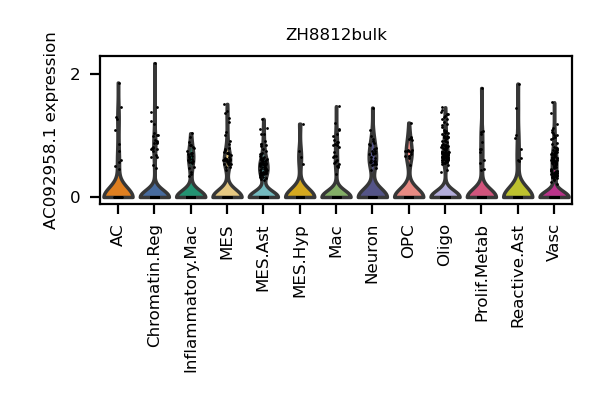 ZH8812bulk
AC092958.1 expression
2
0
AC
Chromatin.Reg
Inflammatory.Mac
MES
MES.Ast
MES.Hyp
Mac
Neuron
OPC
Oligo
Prolif.Metab
Reactive.Ast
Vasc